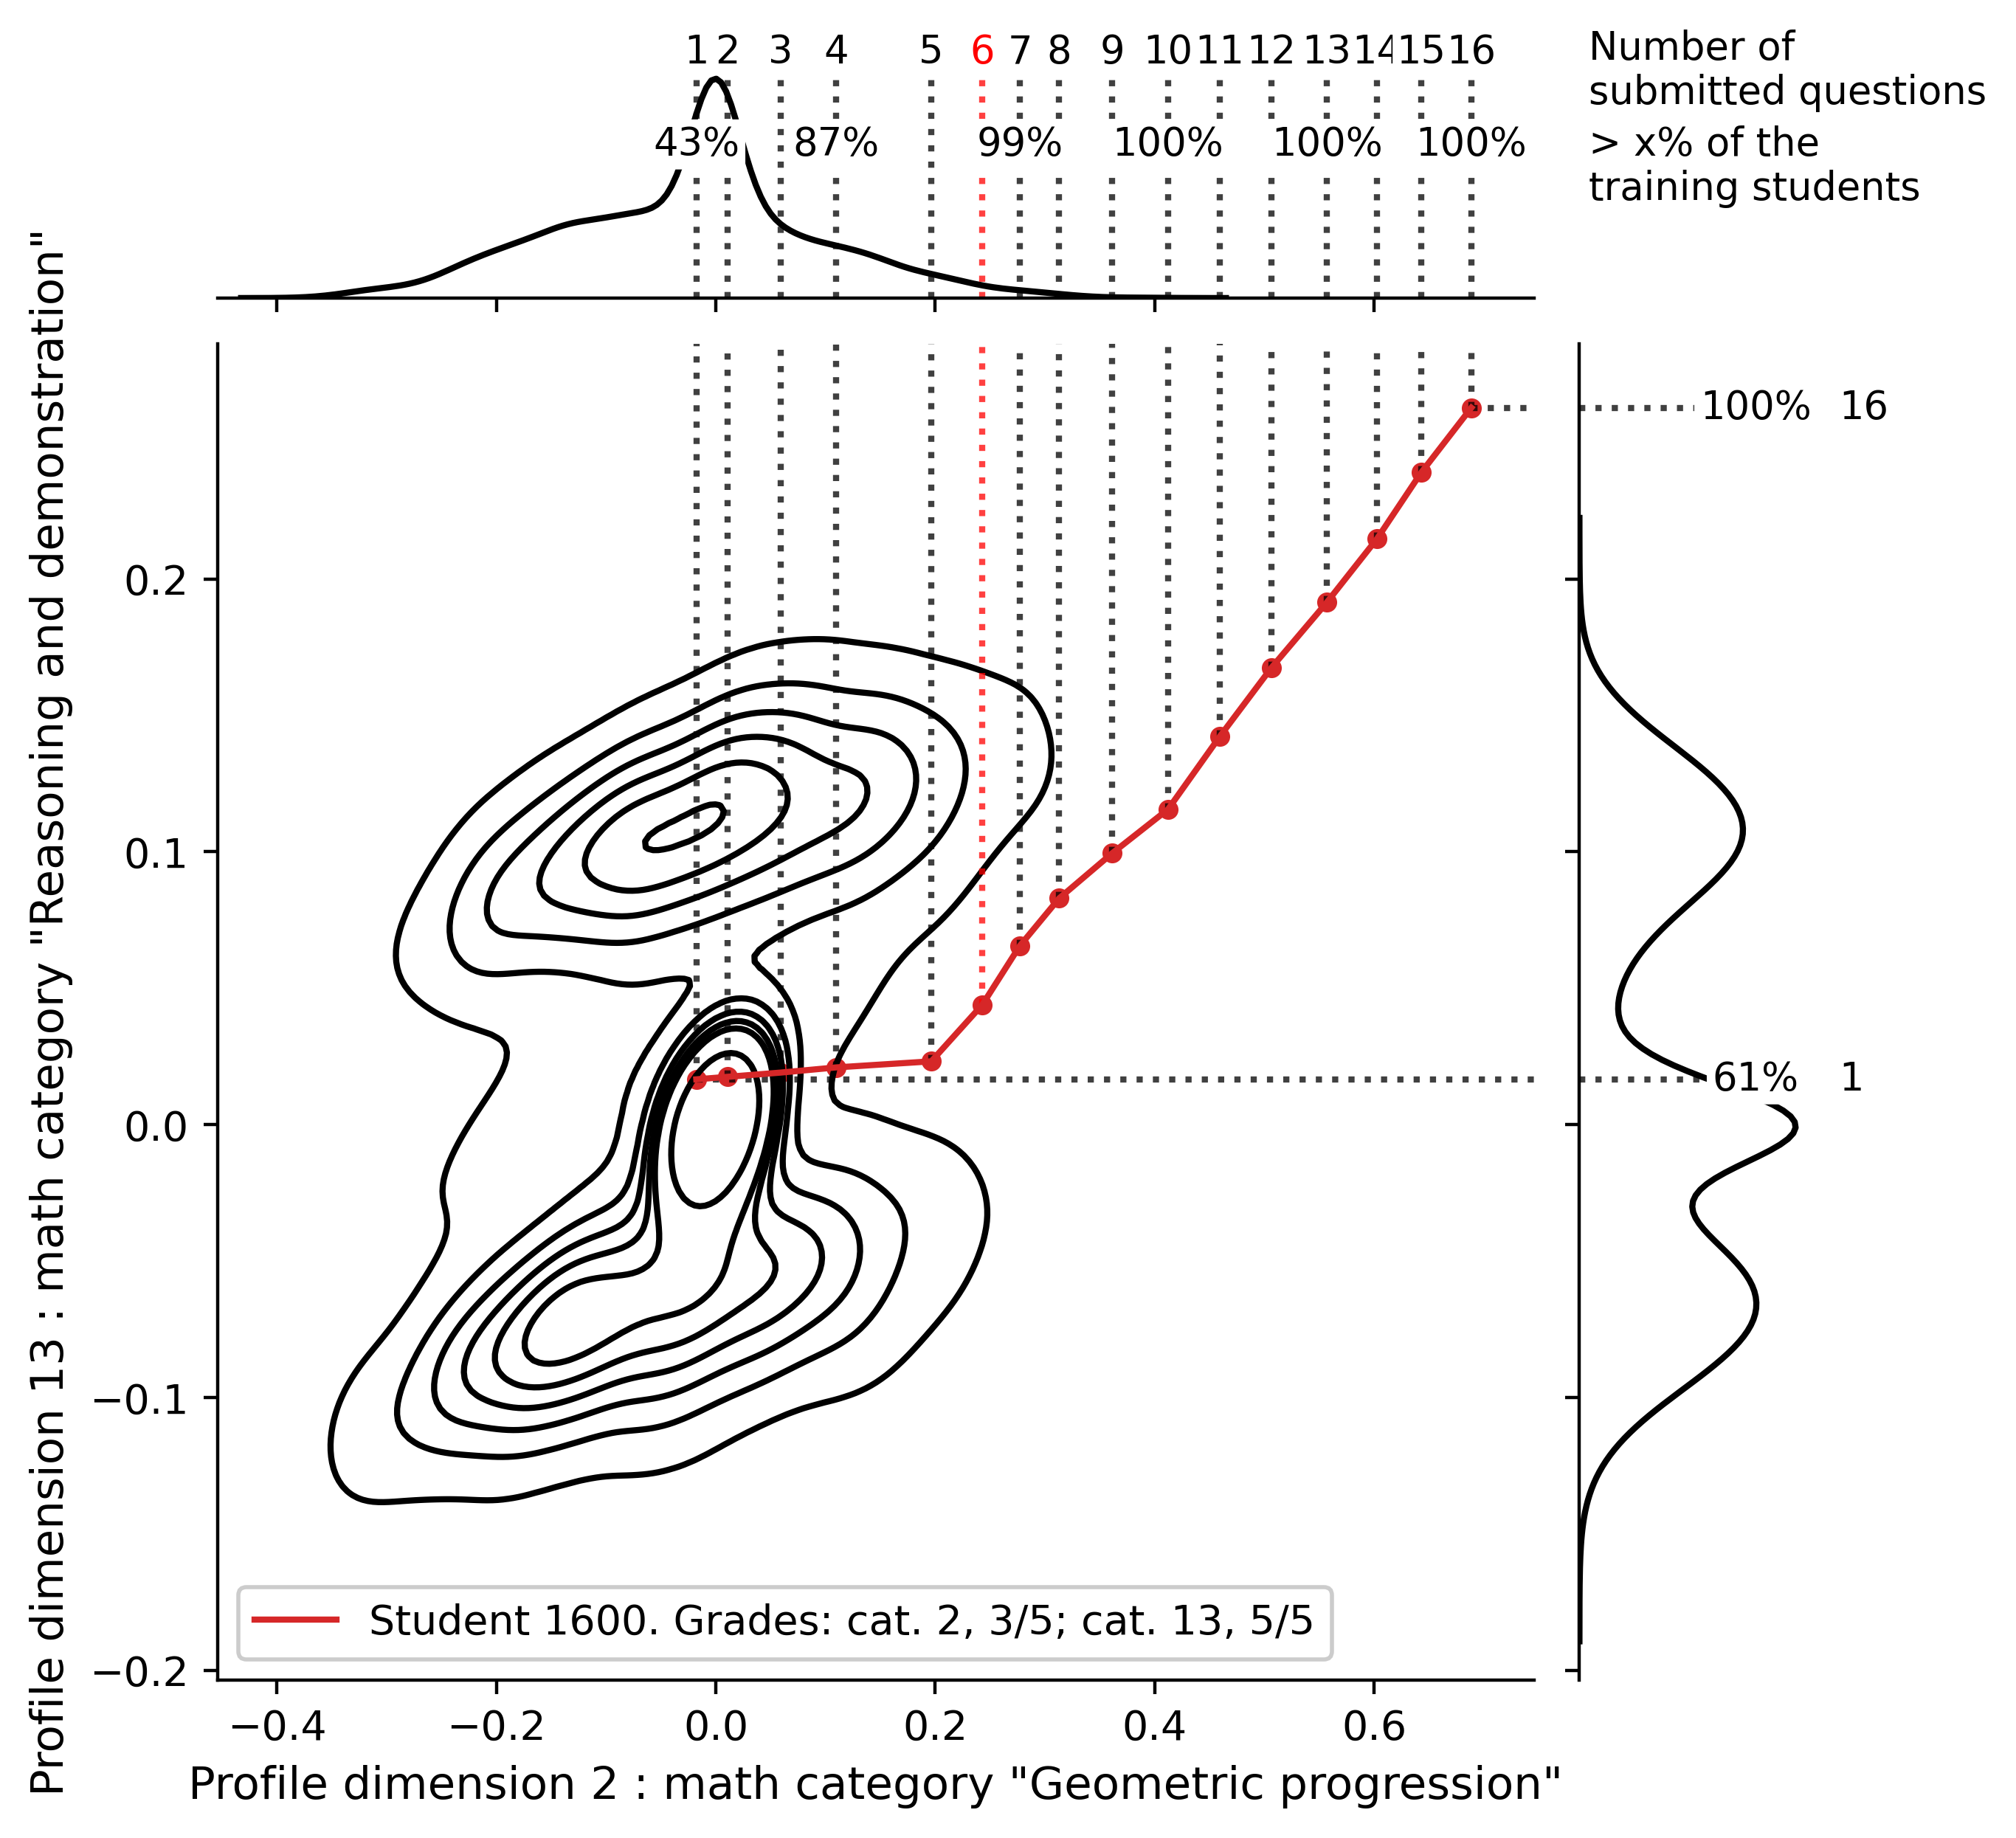 1 2 3 4 5 6 7 8 9 10 11 12 13 14 15 16
Number of
submitted questions
43% 87% 99% 100% 100% 100%
> x% of the
training students
Profile dimension 13 : math category "Reasoning and demonstration"
0.2
0.1
0.0
−0.1
−0.2
100% 16
61% 1
Student 1600. Grades: cat. 2, 3/5; cat. 13, 5/5
−0.4 −0.2 0.0 0.2 0.4 0.6
Profile dimension 2 : math category "Geometric progression"